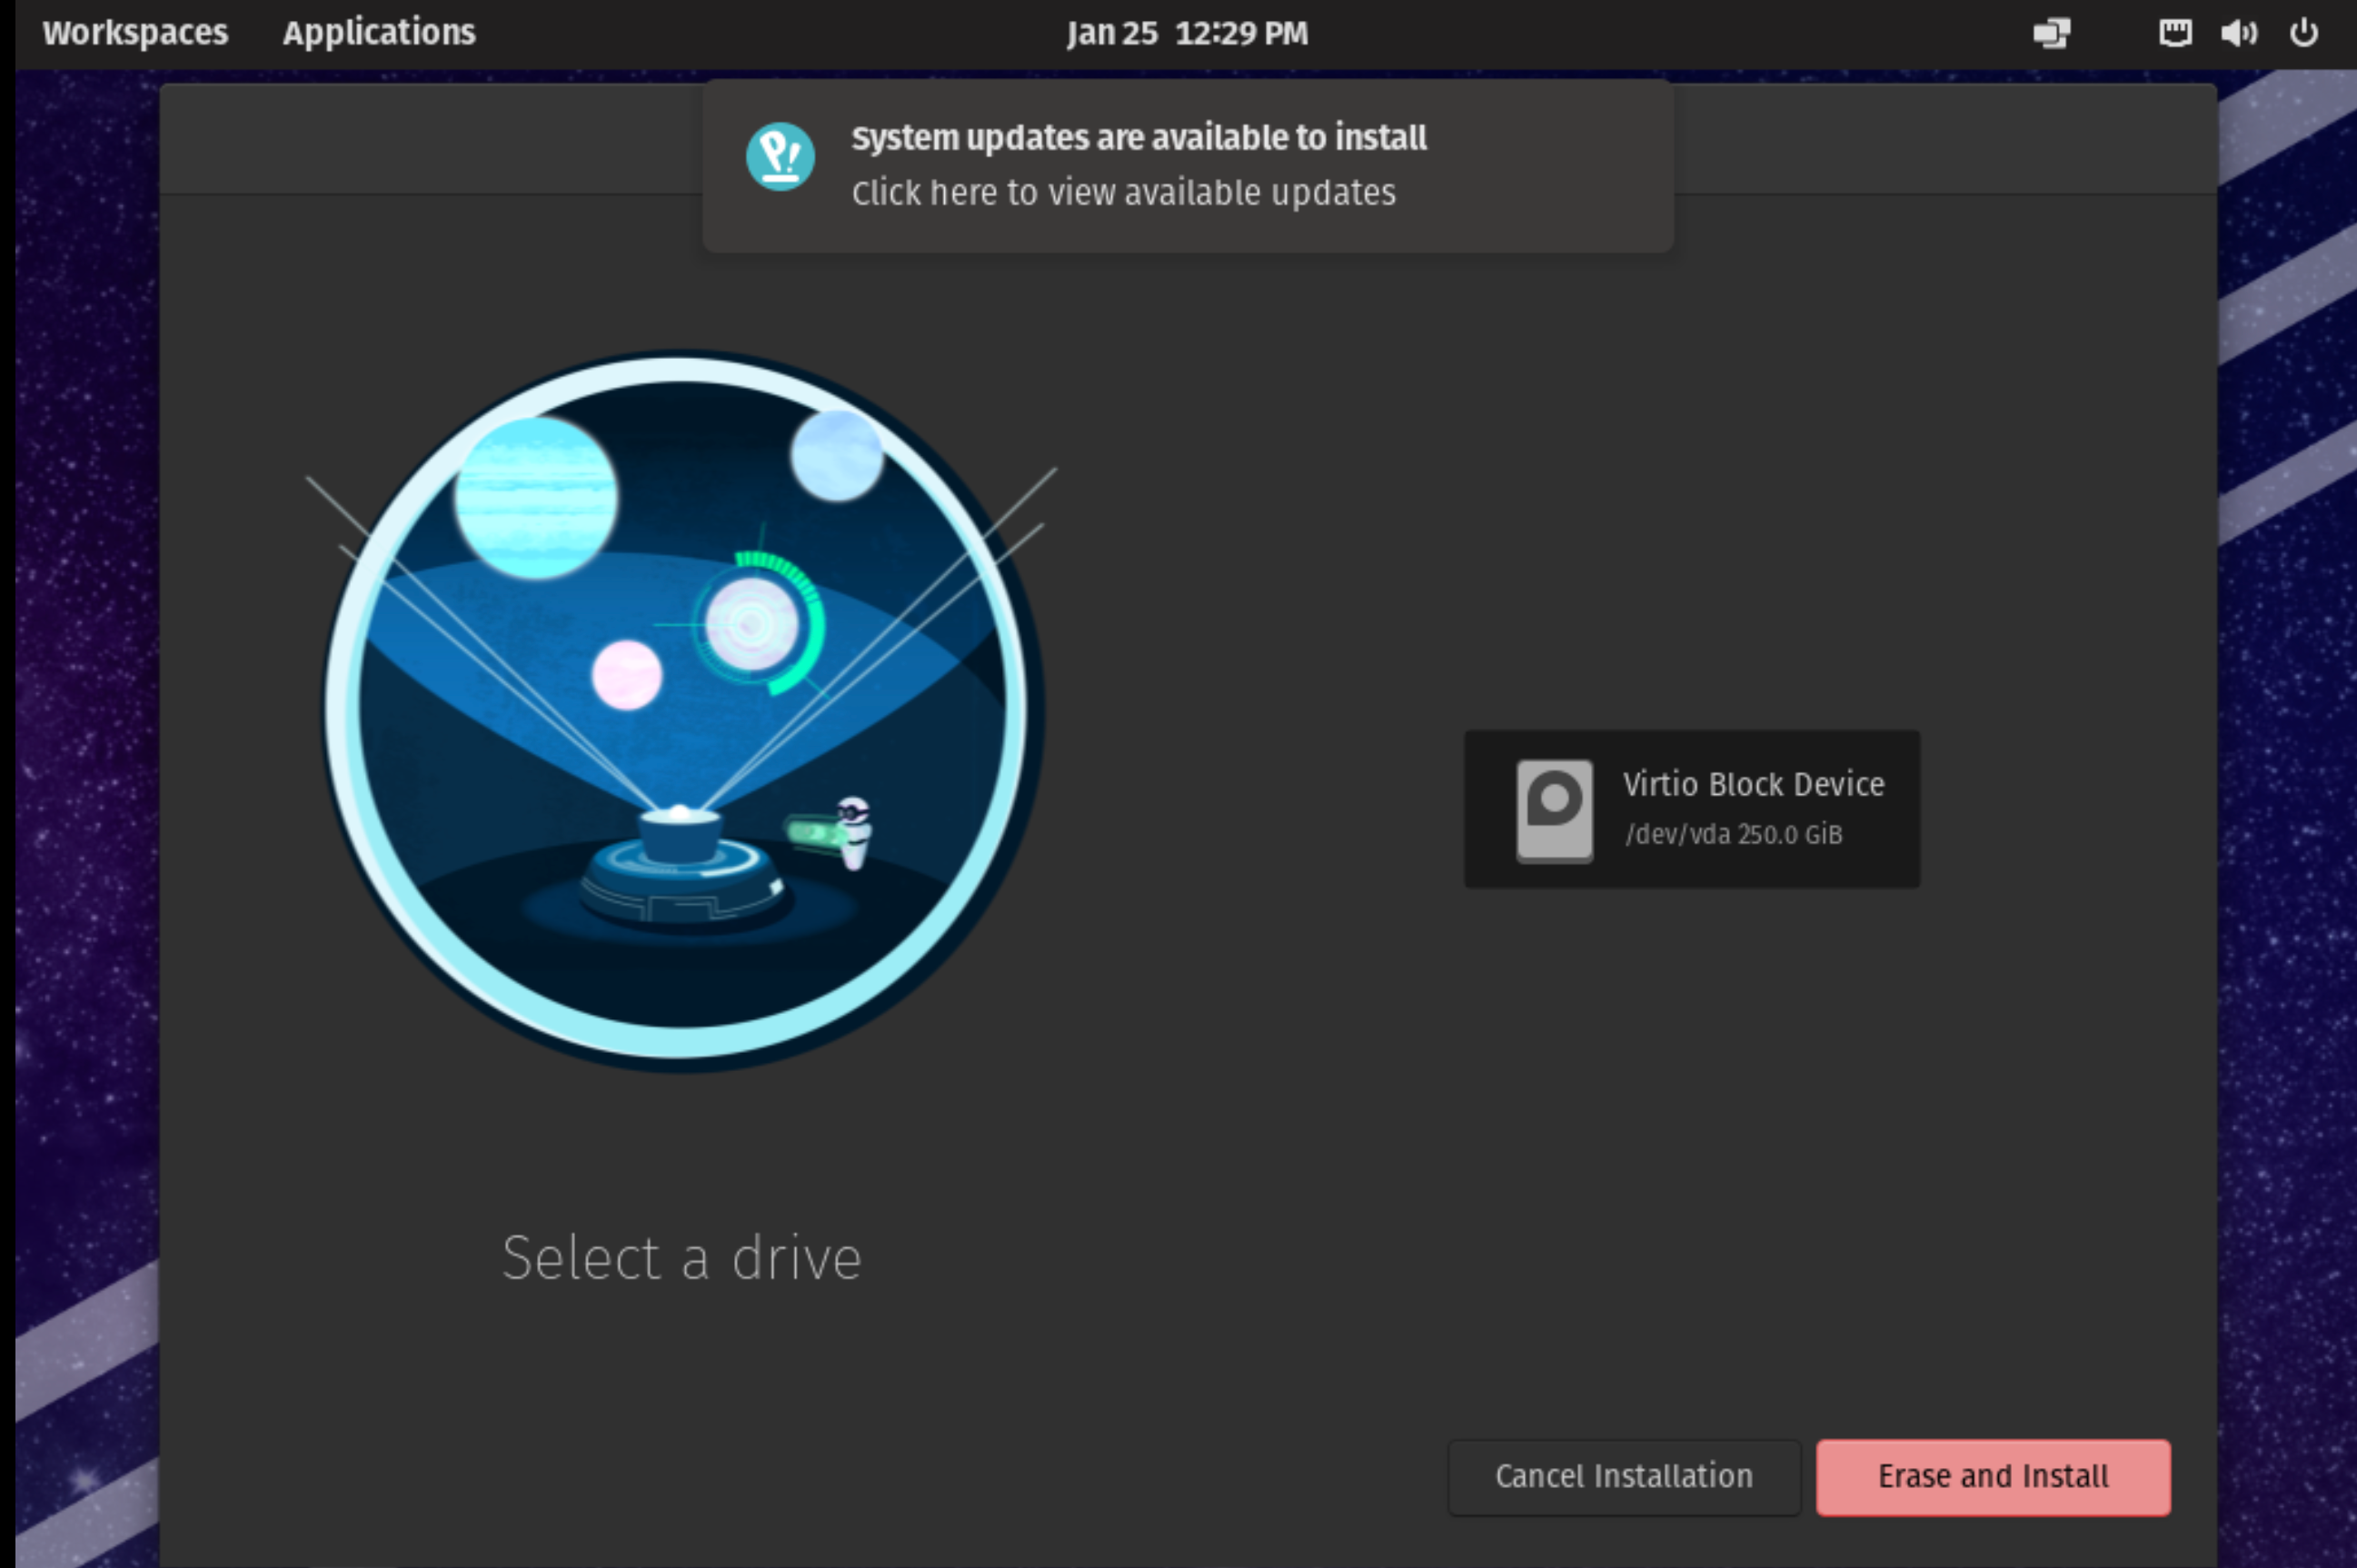 Workspaces Applications Jan 25 12:29 PM
System updates are available to install
Click here to view available updates
Virtio Block Device
/dev/vda 250.0 GiB
Select a drive
Cancel Installation Erase and Install